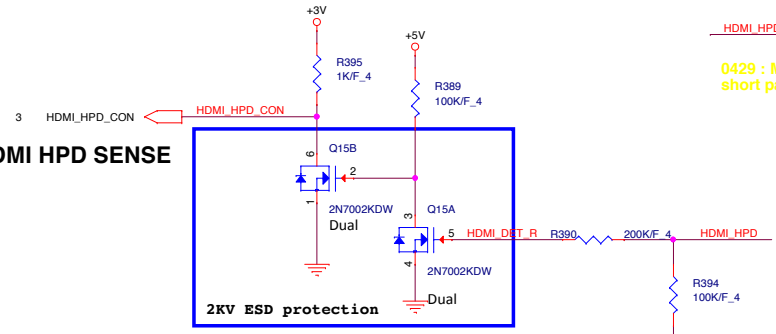 +3V
HDMI_HPD
+5V
R395
1K/F_4
R389
100K/F_4
0429 : M
short pa
3 HDMI_HPD_CON HDMI_HPD_CON
DMI HPD SENSE
6 Q15B
2
1
2N7002KDW
Dual
3 Q15A
5 HDMI_DET_R R390 200K/F_4 HDMI_HPD
4
2N7002KDW
Dual
R394
100K/F_4
2KV ESD protection